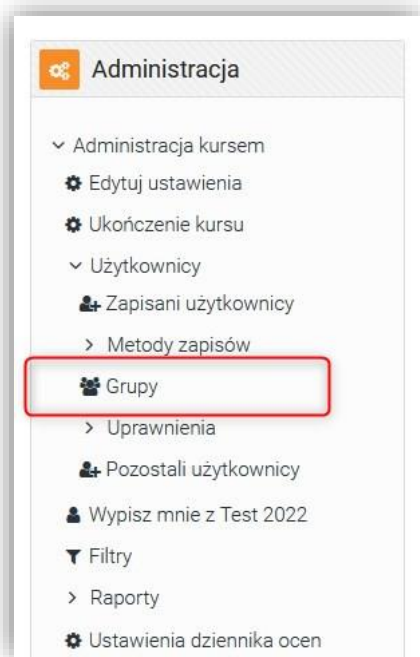 Administracja
Administracja kursem
Edytuj ustawienia
Ukończenie kursu
Użytkownicy
Zapisani użytkownicy
Metody zapisów
Grupy
Uprawnienia
Pozostali użytkownicy
Wypisz mnie z Test 2022
Filtry
Raporty
Ustawienia dziennika ocen